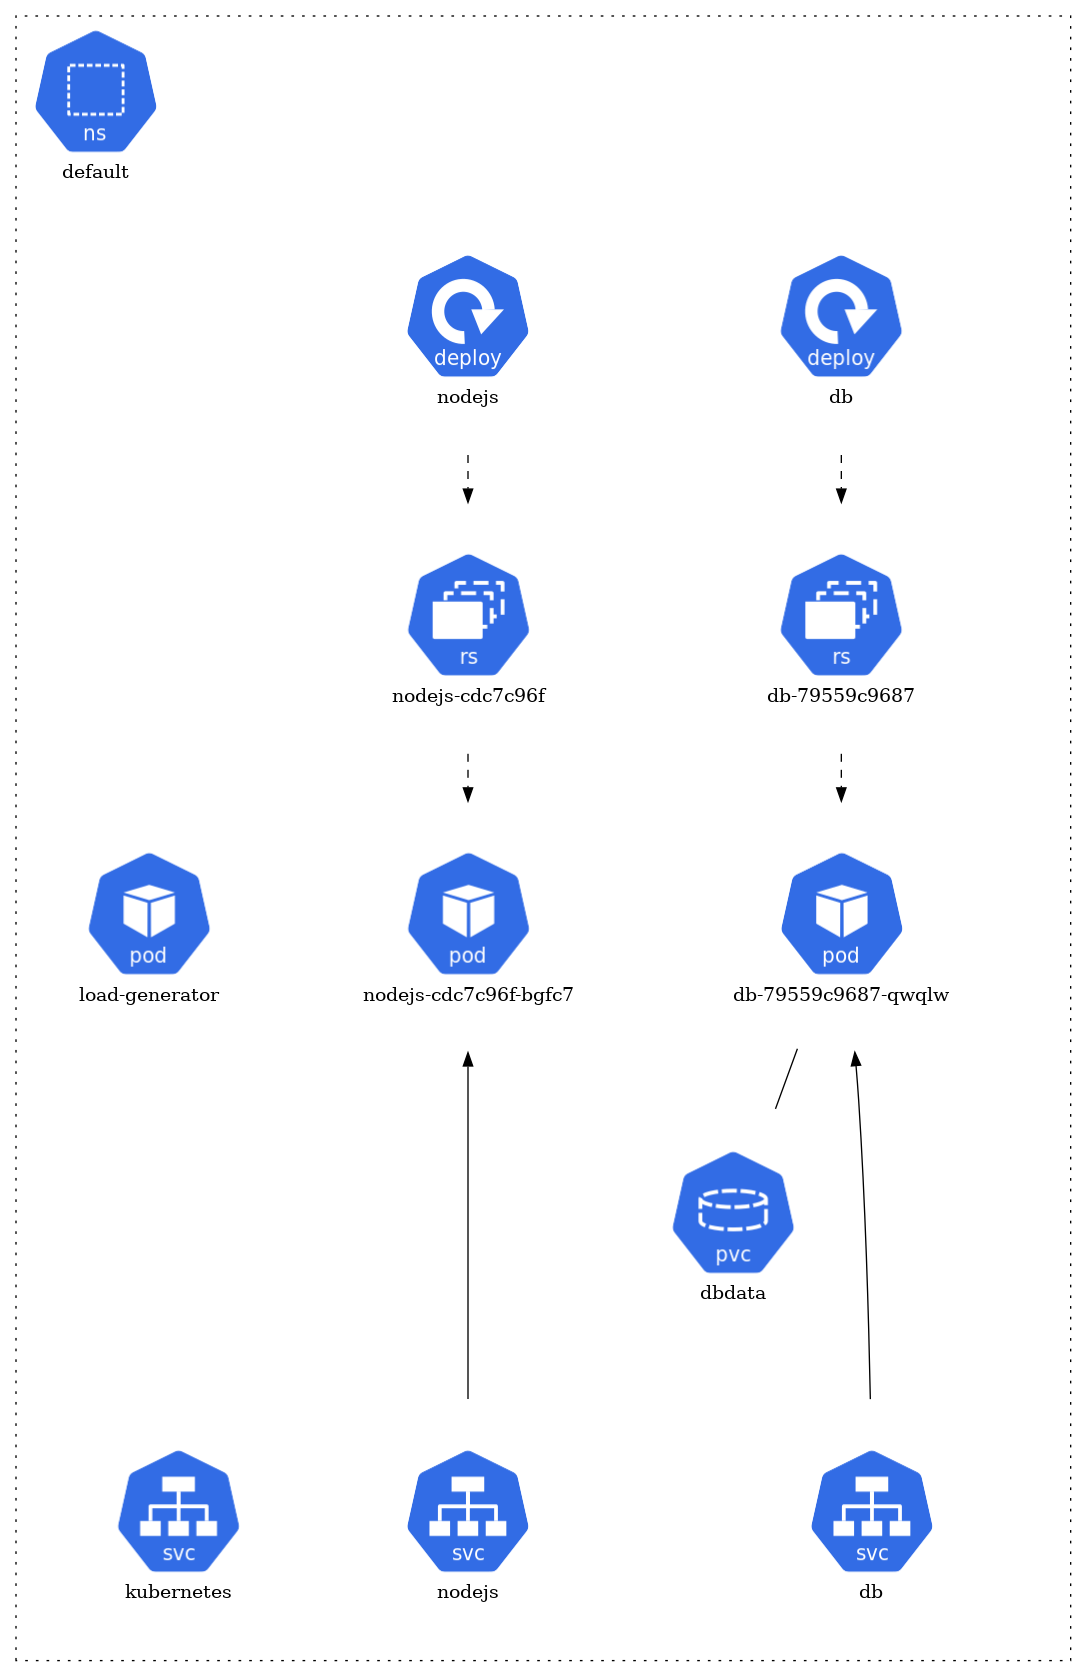 ns
default
deploy
nodejs
deploy
db
rs
nodejs-cdc7c96f
rs
db-79559c9687
pod
load-generator
pod
nodejs-cdc7c96f-bgfc7
pod
db-79559c9687-qwqlw
pvc
dbdata
svc
kubernetes
svc
nodejs
svc
db